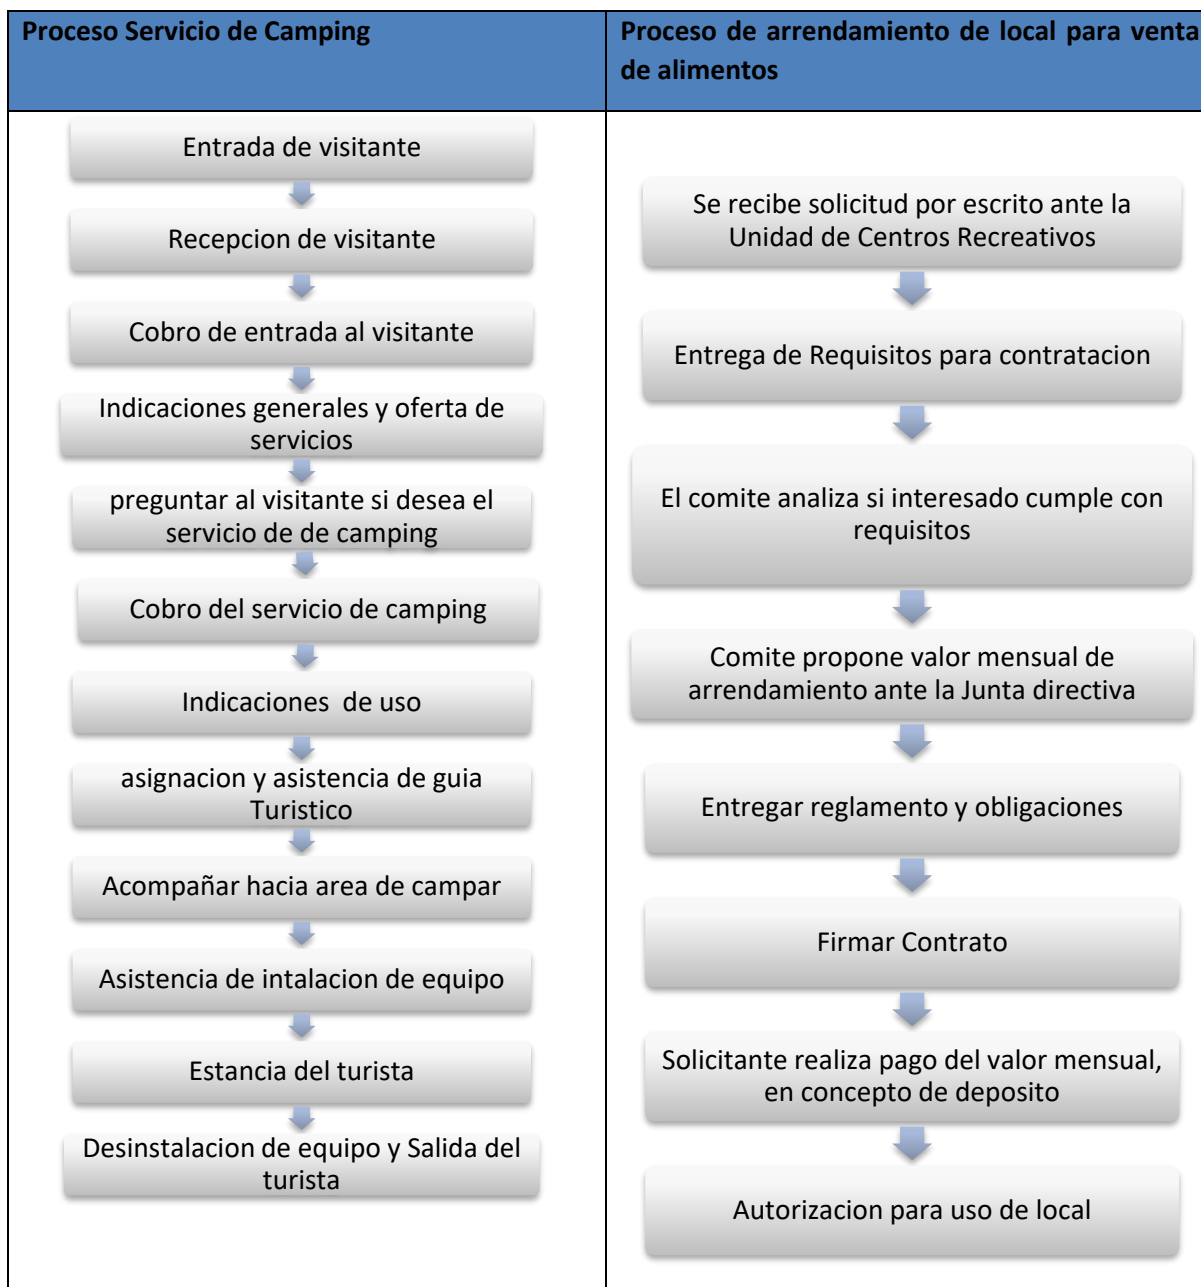 Proceso Servicio de Camping
Proceso de arrendamiento de local para venta
de alimentos
Entrada de visitante
Recepcion de visitante
Cobro de entrada al visitante
Indicaciones generales y oferta de
servicios
preguntar al visitante si desea el
servicio de de camping
Cobro del servicio de camping
Indicaciones  de uso
asignacion y asistencia de guia
Turistico
Acompañar hacia area de campar
Asistencia de intalacion de equipo
Estancia del turista
Desinstalacion de equipo y Salida del
turista
Se recibe solicitud por escrito ante la
Unidad de Centros Recreativos
Entrega de Requisitos para contratacion
El comite analiza si interesado cumple con
requisitos
Comite propone valor mensual de
arrendamiento ante la Junta directiva
Entregar reglamento y obligaciones
Firmar Contrato
Solicitante realiza pago del valor mensual,
en concepto de deposito
Autorizacion para uso de local